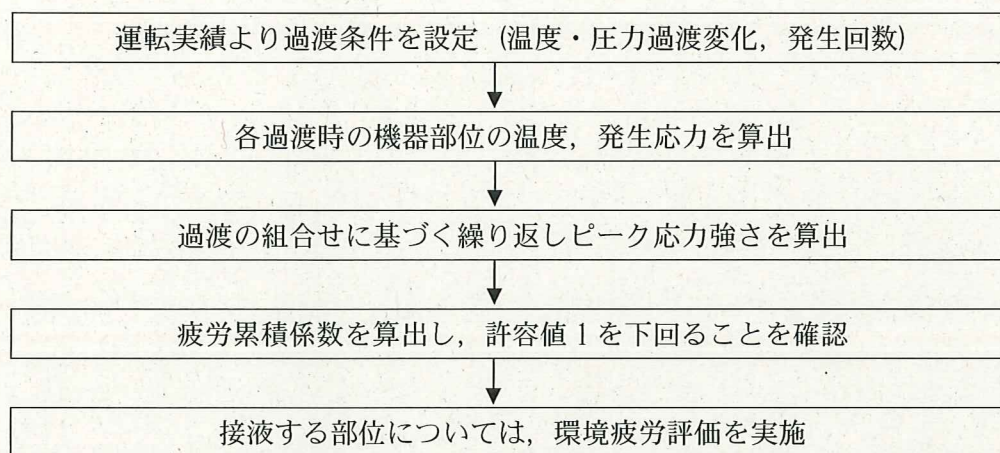 運転実績より過渡条件を設定（温度・圧力過渡変化，発生回数）
各過渡時の機器部位の温度，発生応力を算出
過渡の組合せに基づく繰り返しピーク応力強さを算出
疲労累積係数を算出し，許容値１を下回ることを確認
接液する部位については，環境疲労評価を実施